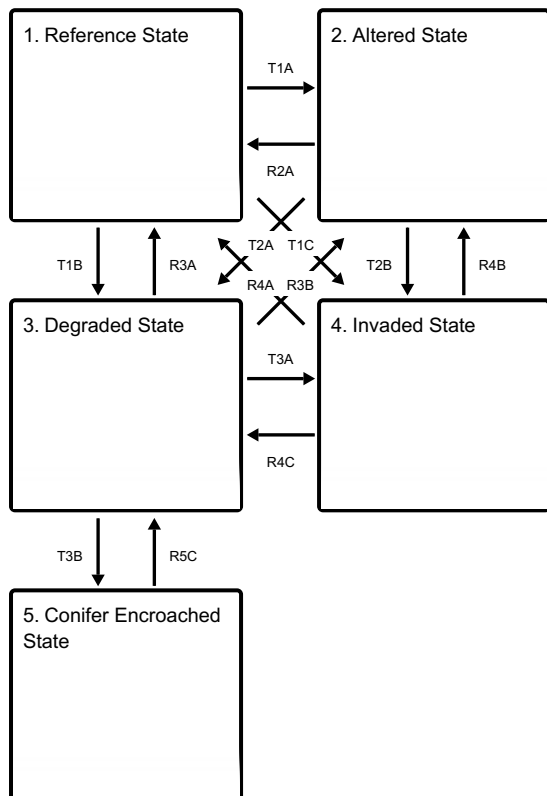 1. Reference State
2. Altered State
T1A
R2A
T2A
T1C
T1B
R3A
T2B
R4B
R4A
R3B
3. Degraded State
4. Invaded State
T3A
R4C
T3B
R5C
5. Conifer Encroached
State